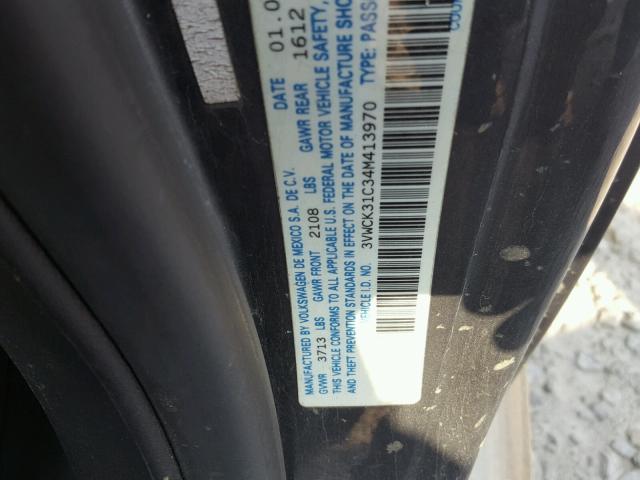 MANUFACTURED BY VOLKSWAGEN DE MEXICO S.A. DE C.V. DATE 01.0
GVWR 3713 LBS GAWR FRONT 2108 LBS GAWR REAR 1612
THIS VEHICLE CONFORMS TO ALL APPLICABLE U.S. FEDERAL MOTOR VEHICLE SAFETY,
AND THEFT PREVENTION STANDARDS IN EFFECT ON THE DATE OF MANUFACTURE SHO
VEHICLE I.D. NO. 3VWCK31C34M413970 TYPE: PASS
COU